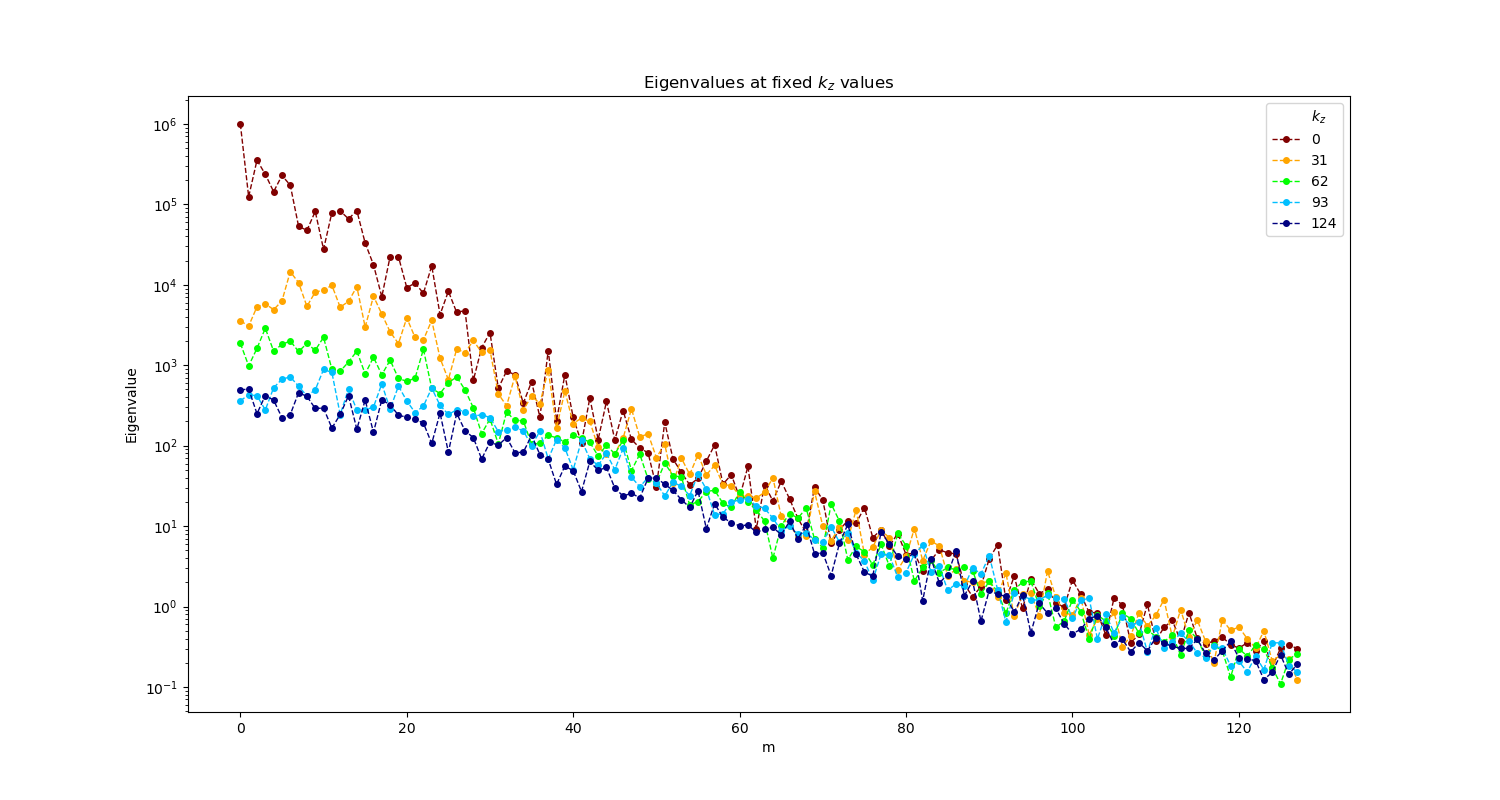 Eigenvalues at fixed $k_z$ values
$k_z$
0
31
62
93
124
Eigenvalue
$10^6$
$10^5$
$10^4$
$10^3$
$10^2$
$10^1$
$10^0$
$10^{-1}$
0 20 40 60 80 100 120
m